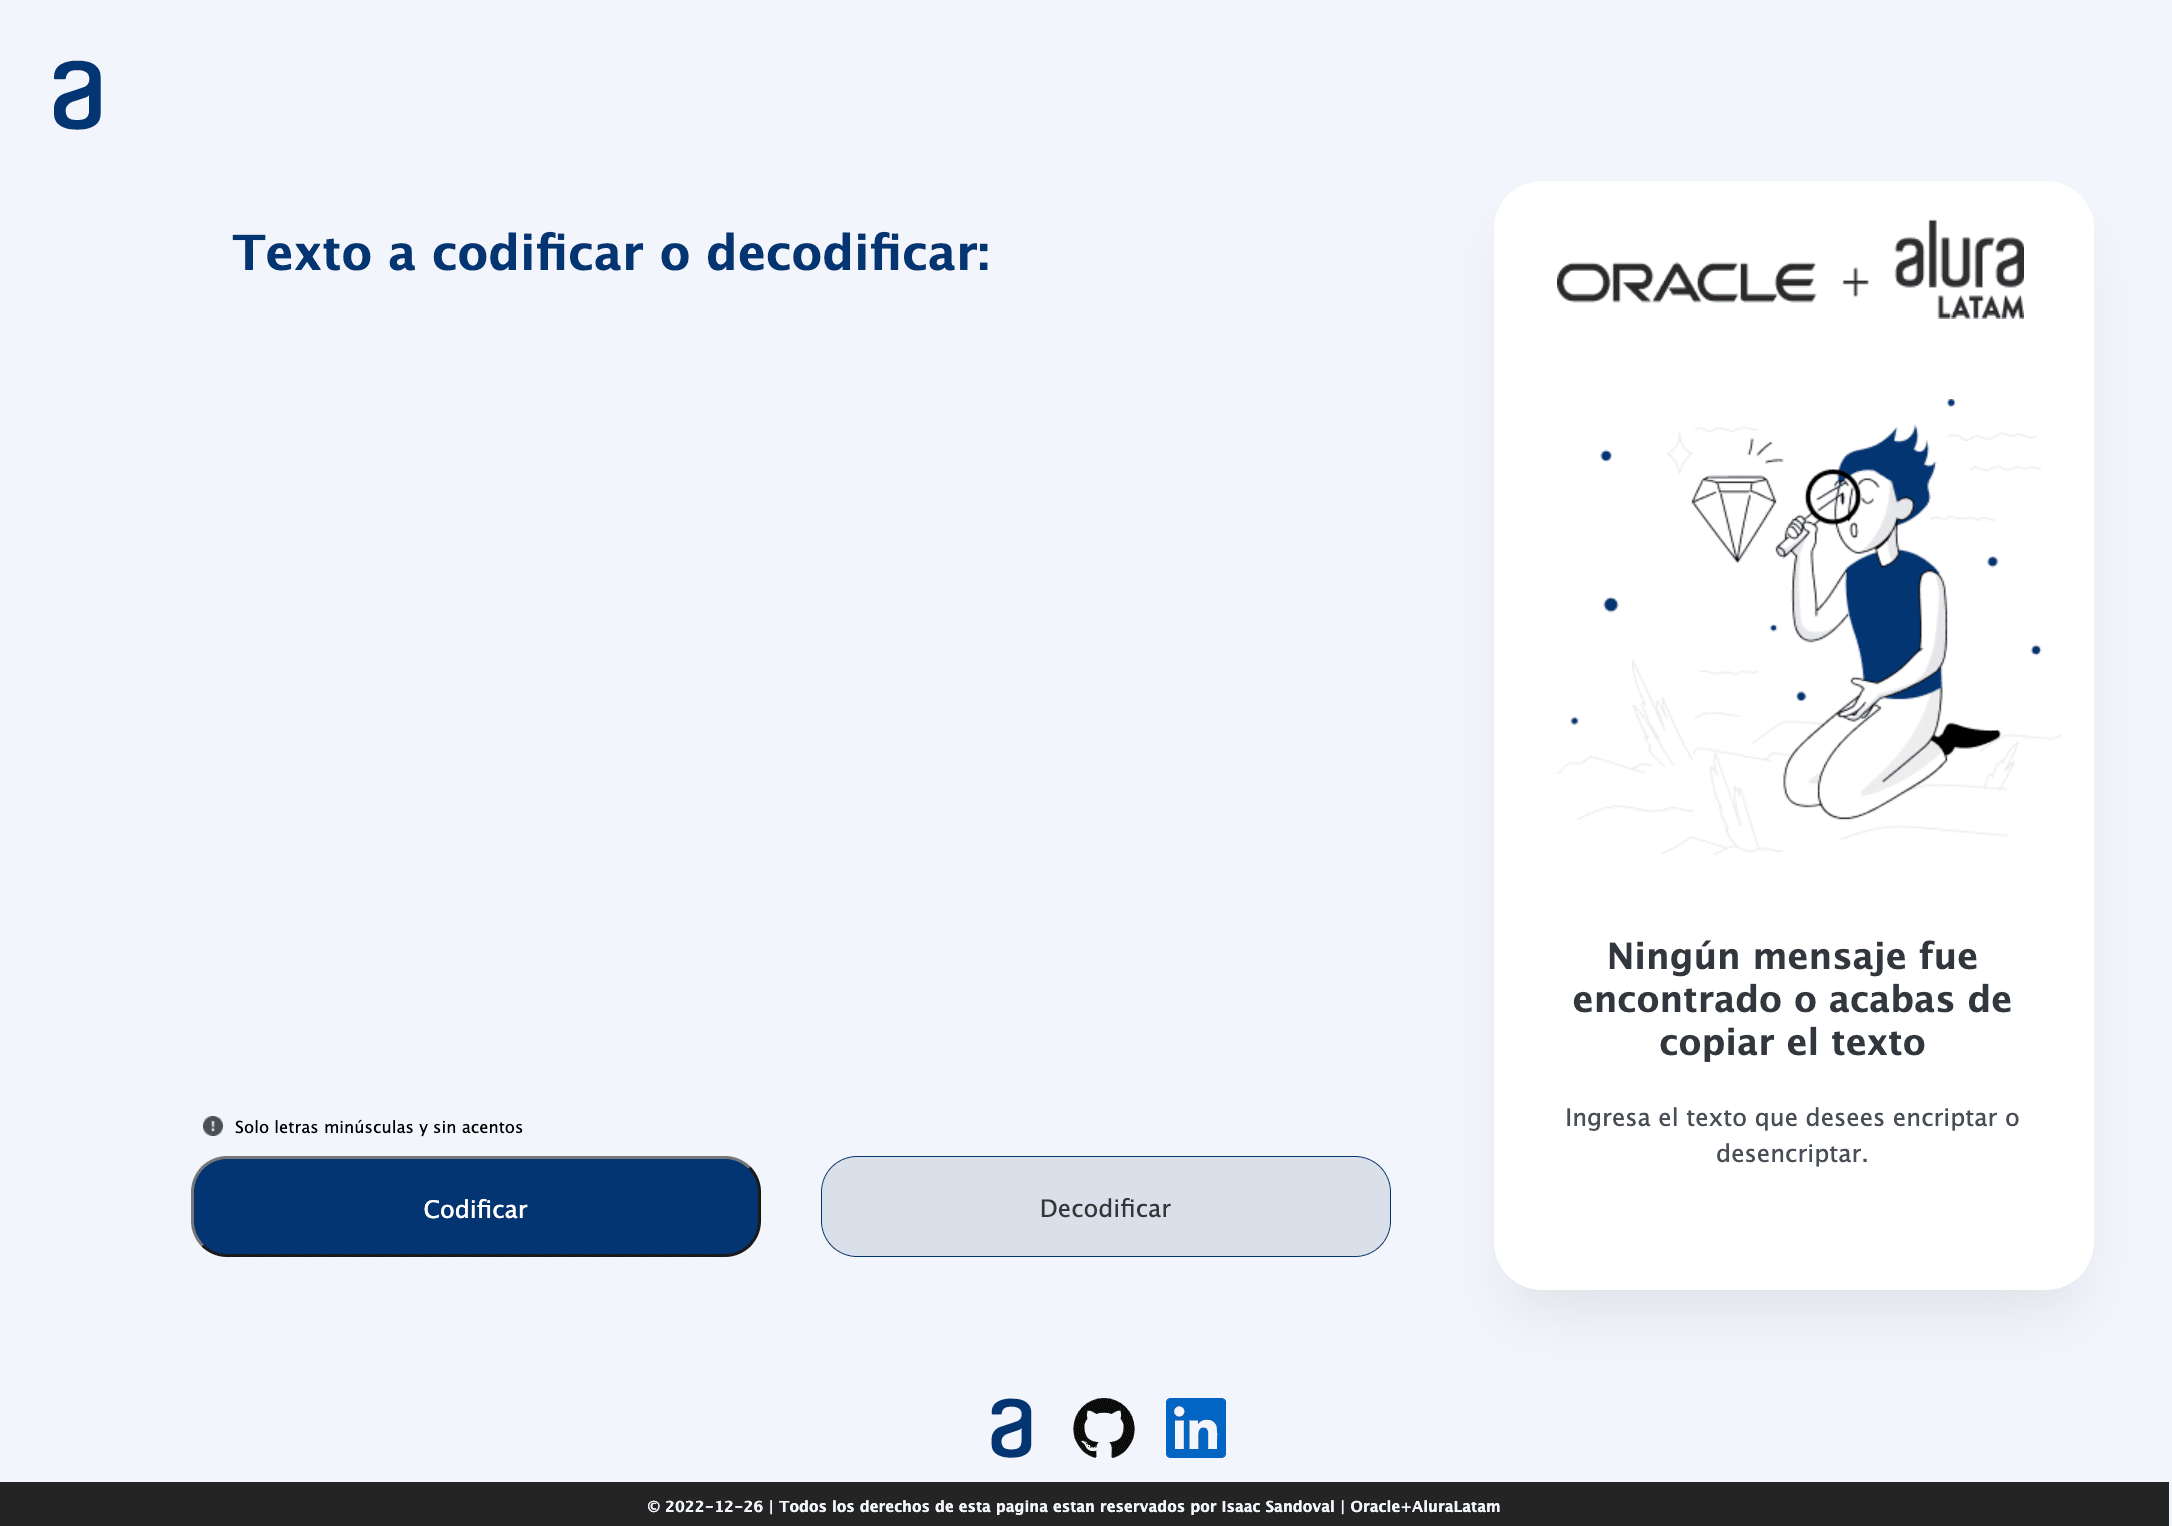 a
Texto a codificar o decodificar:
ORACLE + alura
LATAM
Ningún mensaje fue
encontrado o acabas de
copiar el texto
Ingresa el texto que desees encriptar o
desencriptar.
! Solo letras minúsculas y sin acentos
Codificar
Decodificar
a
in
© 2022-12-26 | Todos los derechos de esta pagina estan reservados por Isaac Sandoval | Oracle+AluraLatam